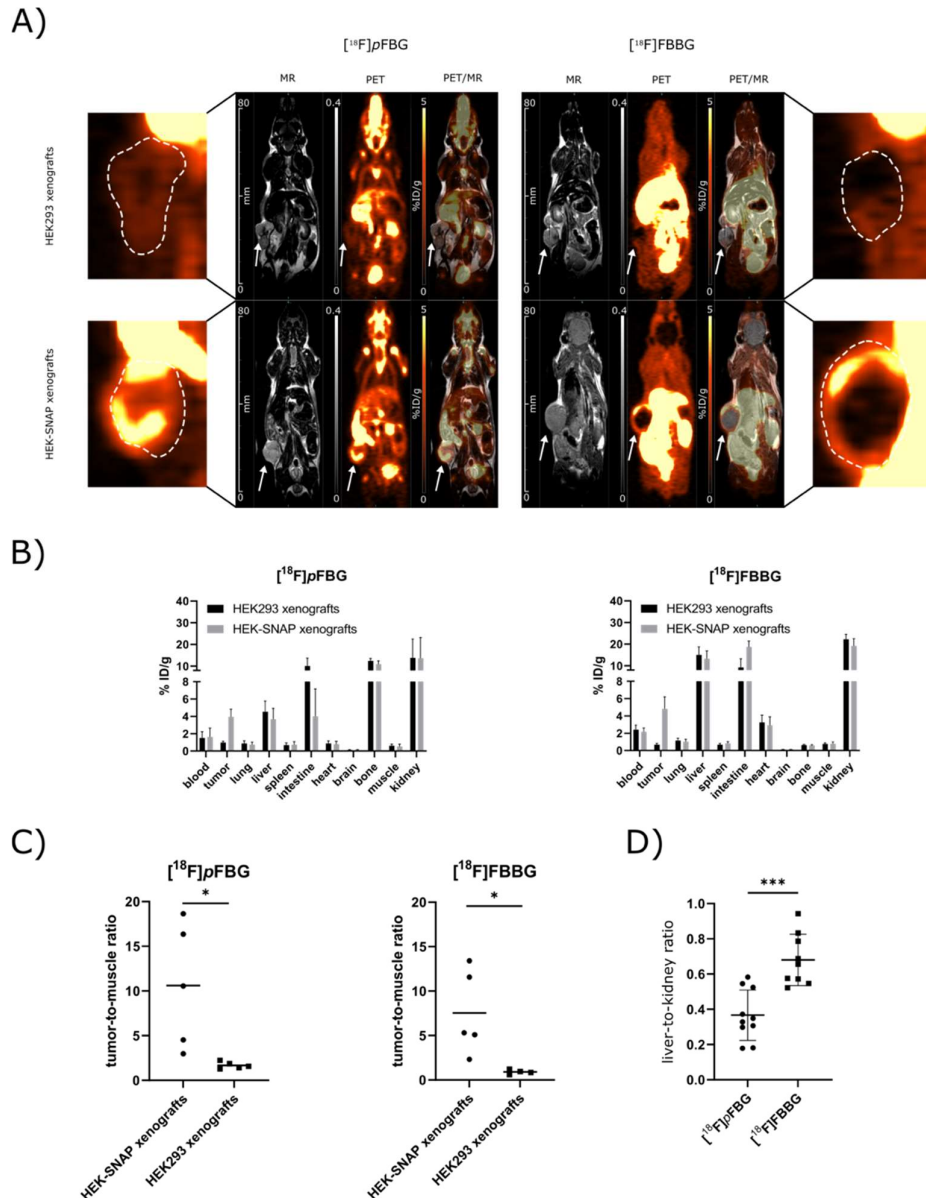 A)
[¹⁸F]pFBG [¹⁸F]FBBG
MR PET PET/MR MR PET PET/MR
HEK293 xenografts
80 0.4 5 80 0.4 5
mm %ID/g mm %ID/g
0 0 0 0
HEK-SNAP xenografts
80 0.4 5 80 0.4 5
mm %ID/g mm %ID/g
0 0 0 0
B)
[¹⁸F]pFBG
% ID/g
40
30
20
10
8
6
4
2
0
HEK293 xenografts
HEK-SNAP xenografts
blood tumor lung liver spleen intestine heart brain bone muscle kidney
[¹⁸F]FBBG
% ID/g
40
30
20
10
8
6
4
2
0
HEK293 xenografts
HEK-SNAP xenografts
blood tumor lung liver spleen intestine heart brain bone muscle kidney
C)
[¹⁸F]pFBG
tumor-to-muscle ratio
20
15
10
5
0
*
HEK-SNAP xenografts
HEK293 xenografts
[¹⁸F]FBBG
tumor-to-muscle ratio
20
15
10
5
0
*
HEK-SNAP xenografts
HEK293 xenografts
D)
liver-to-kidney ratio
1.0
0.8
0.6
0.4
0.2
0.0
***
[¹⁸F]pFBG
[¹⁸F]FBBG